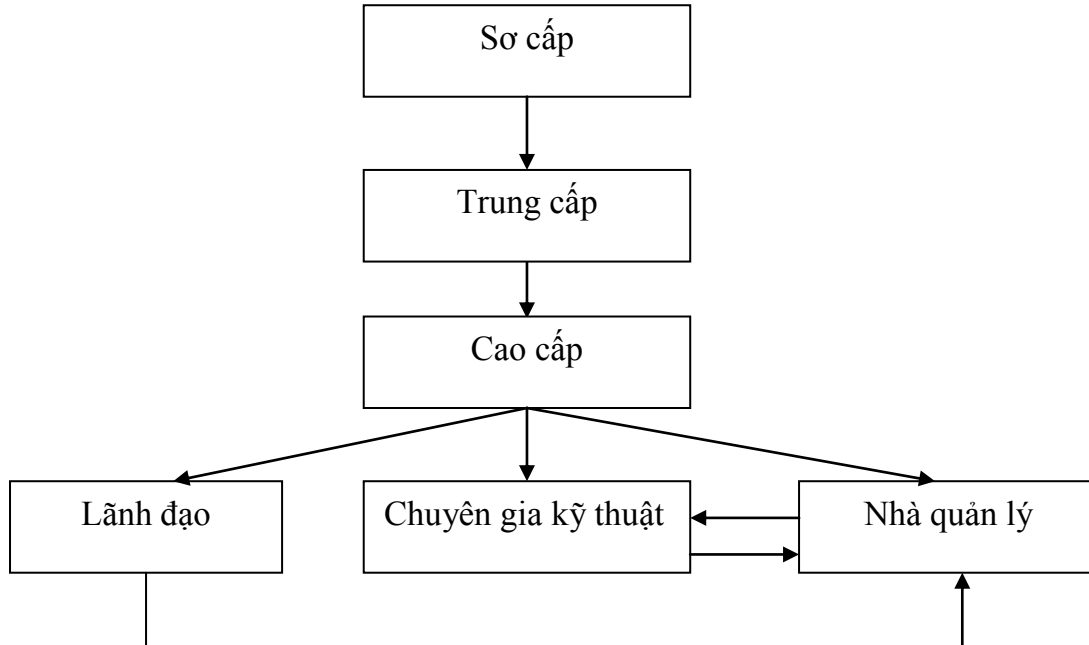 Sơ cấp
Trung cấp
Cao cấp
Lãnh đạo
Chuyên gia kỹ thuật
Nhà quản lý